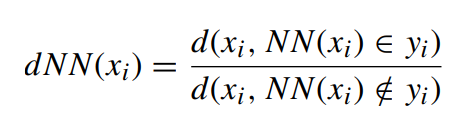 dNN(xᵢ) = d(xᵢ, NN(xᵢ) ∈ yᵢ) / d(xᵢ, NN(xᵢ) ∉ yᵢ)